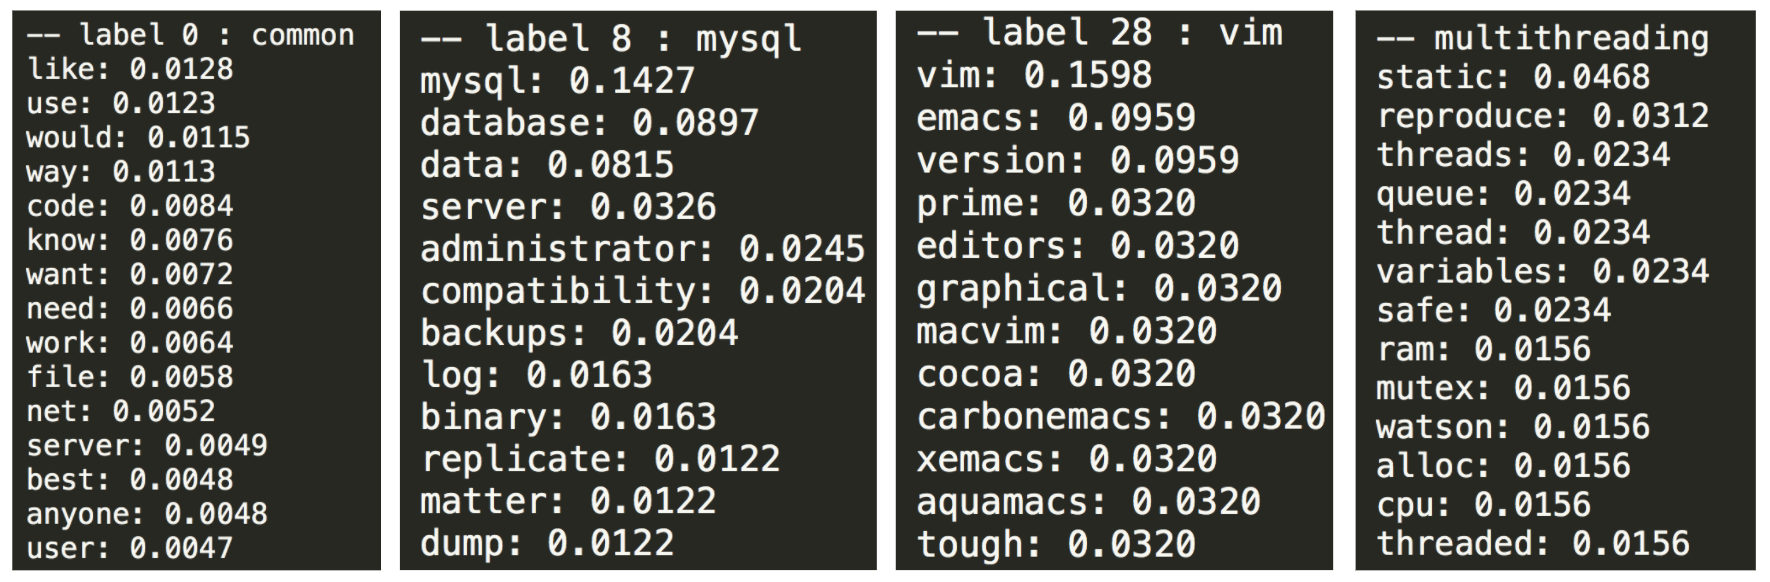 -- label 0 : common
like: 0.0128
use: 0.0123
would: 0.0115
way: 0.0113
code: 0.0084
know: 0.0076
want: 0.0072
need: 0.0066
work: 0.0064
file: 0.0058
net: 0.0052
server: 0.0049
best: 0.0048
anyone: 0.0048
user: 0.0047
-- label 8 : mysql
mysql: 0.1427
database: 0.0897
data: 0.0815
server: 0.0326
administrator: 0.0245
compatibility: 0.0204
backups: 0.0204
log: 0.0163
binary: 0.0163
replicate: 0.0122
matter: 0.0122
dump: 0.0122
-- label 28 : vim
vim: 0.1598
emacs: 0.0959
version: 0.0959
prime: 0.0320
editors: 0.0320
graphical: 0.0320
macvim: 0.0320
cocoa: 0.0320
carbonemacs: 0.0320
xemacs: 0.0320
aquamacs: 0.0320
tough: 0.0320
-- multithreading
static: 0.0468
reproduce: 0.0312
threads: 0.0234
queue: 0.0234
thread: 0.0234
variables: 0.0234
safe: 0.0234
ram: 0.0156
mutex: 0.0156
watson: 0.0156
alloc: 0.0156
cpu: 0.0156
threaded: 0.0156